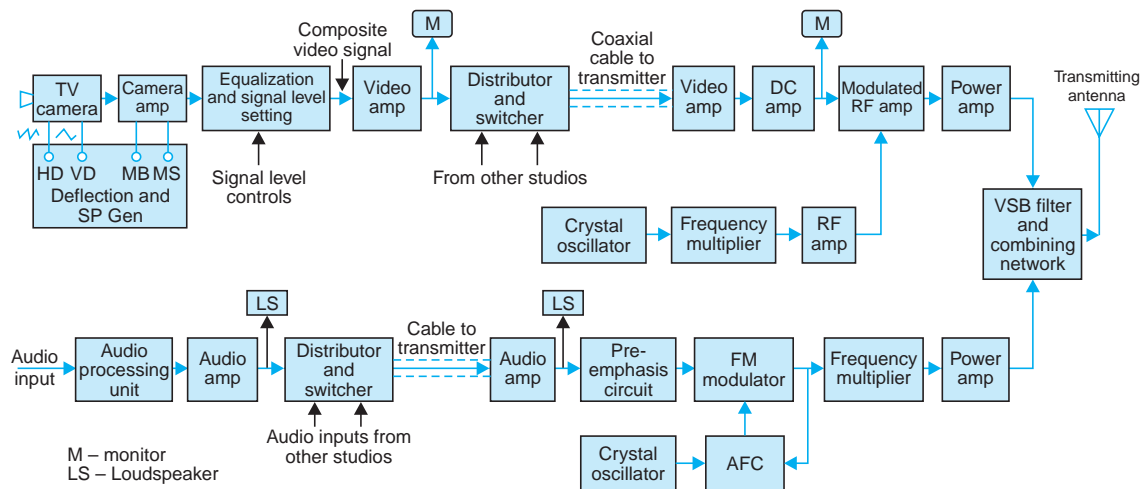 TV
camera
Camera
amp
Equalization
and signal level
setting
Composite
video signal
Video
amp
M
Distributor
and
switcher
Coaxial
cable to
transmitter
Video
amp
DC
amp
M
Modulated
RF amp
Power
amp
Transmitting
antenna
HD VD MB MS
Deflection and
SP Gen
Signal level
controls
From other studios
Crystal
oscillator
Frequency
multiplier
RF
amp
VSB filter
and
combining
network
Audio
input
Audio
processing
unit
Audio
amp
LS
Distributor
and
switcher
Cable to
transmitter
Audio
amp
LS
Pre-
emphasis
circuit
FM
modulator
Frequency
multiplier
Power
amp
Audio inputs from
other studios
Crystal
oscillator
AFC
M – monitor
LS – Loudspeaker